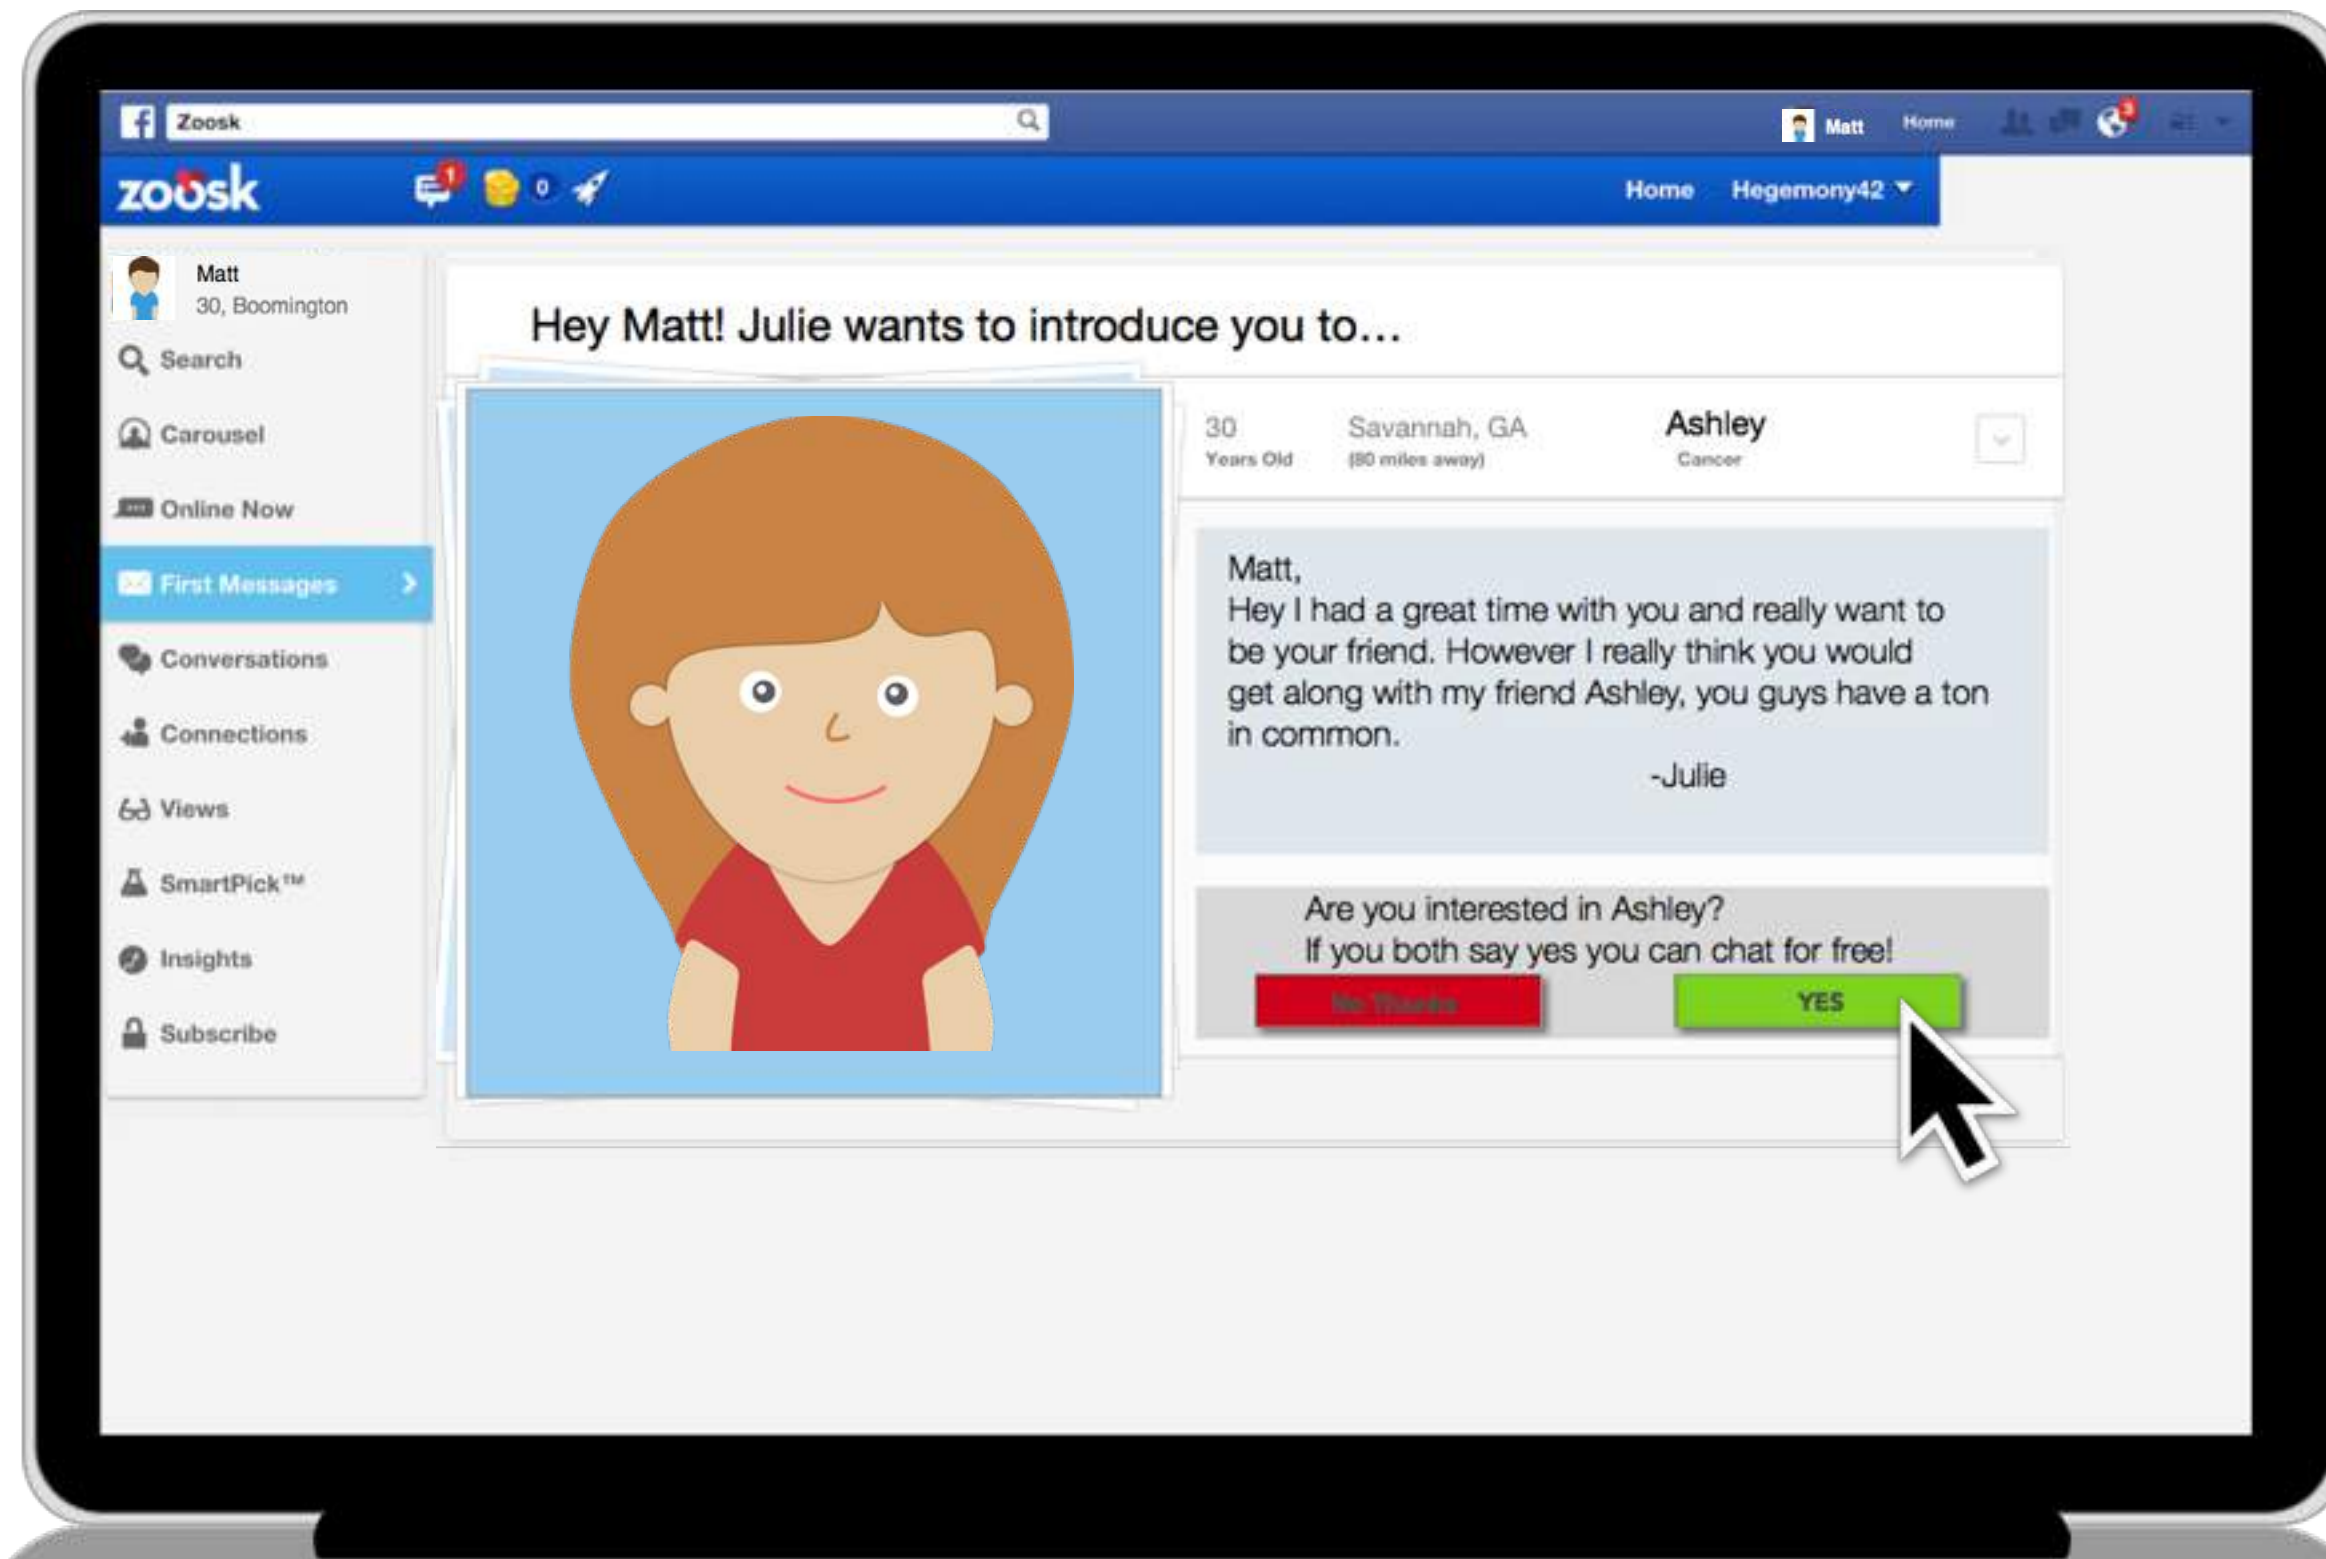 Zoosk
Matt
Home
3
zoosk
1
0
Home
Hegemony42
Matt
30, Boomington
Search
Carousel
Online Now
First Messages
Conversations
Connections
Views
SmartPick™
Insights
Subscribe
Hey Matt! Julie wants to introduce you to...
30
Years Old
Savannah, GA
(80 miles away)
Ashley
Cancer
Matt,
Hey I had a great time with you and really want to
be your friend. However I really think you would
get along with my friend Ashley, you guys have a ton
in common.
-Julie
Are you interested in Ashley?
If you both say yes you can chat for free!
No Thanks
YES